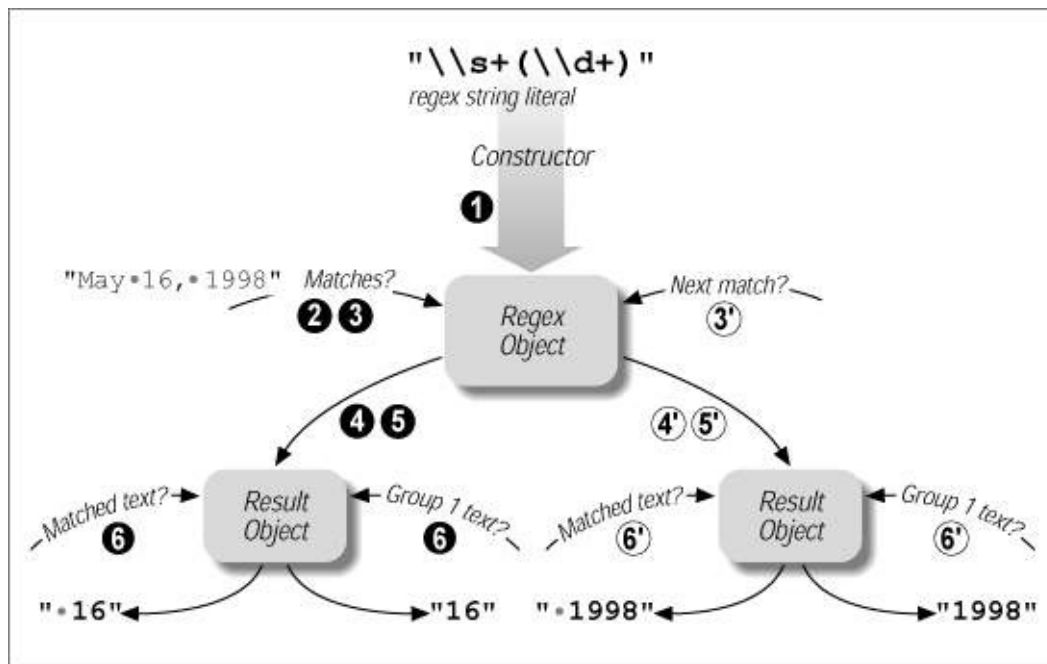 "\\s+(\\d+)"
regex string literal
Constructor
1
"May•16,•1998"
Matches?
2 3
Next match?
3'
Regex
Object
4 5
4' 5'
Matched text?
6
Result
Object
Group 1 text?
6
Matched text?
6'
Result
Object
Group 1 text?
6'
"•16"
"16"
"•1998"
"1998"